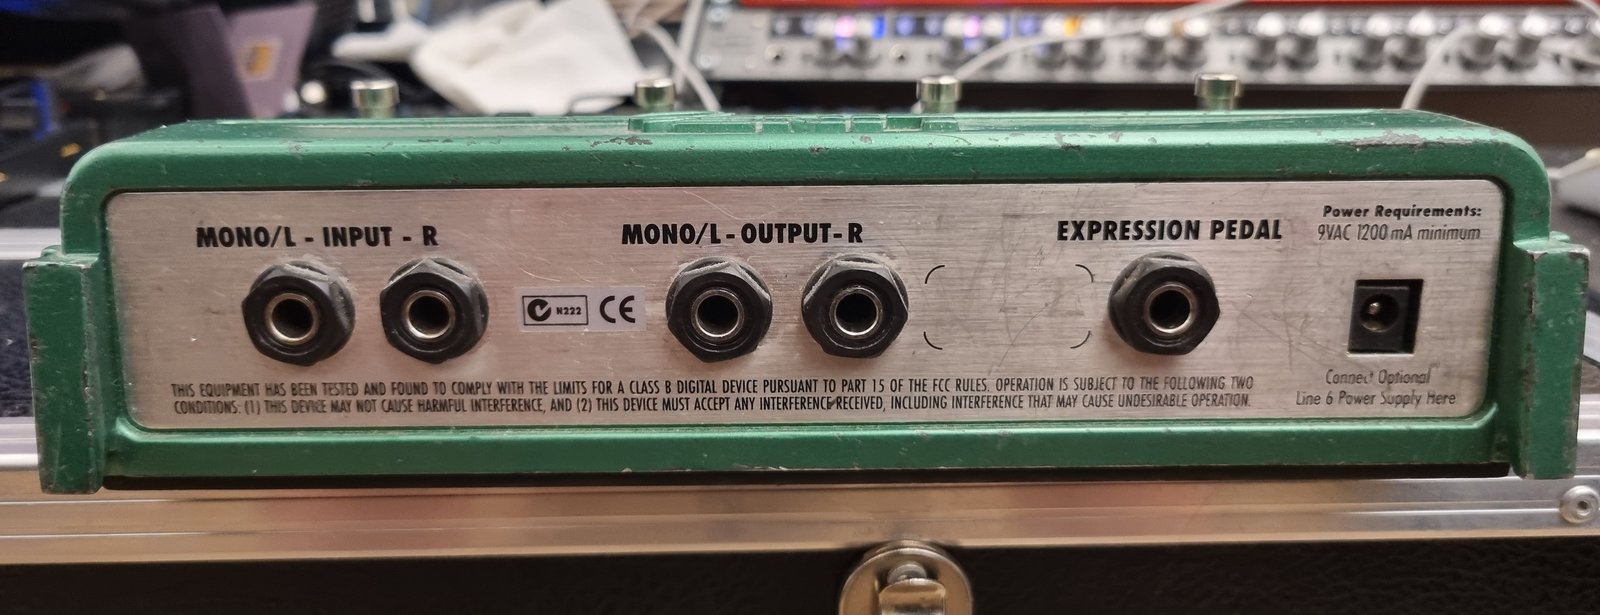 MONO/L - INPUT - R
MONO/L - OUTPUT - R
EXPRESSION PEDAL
Power Requirements:
9VAC 1200 mA minimum
N222
CE
Connect Optional
Line 6 Power Supply Here
THIS EQUIPMENT HAS BEEN TESTED AND FOUND TO COMPLY WITH THE LIMITS FOR A CLASS B DIGITAL DEVICE PURSUANT TO PART 15 OF THE FCC RULES. OPERATION IS SUBJECT TO THE FOLLOWING TWO
CONDITIONS: (1) THIS DEVICE MAY NOT CAUSE HARMFUL INTERFERENCE, AND (2) THIS DEVICE MUST ACCEPT ANY INTERFERENCE RECEIVED, INCLUDING INTERFERENCE THAT MAY CAUSE UNDESIRABLE OPERATION.